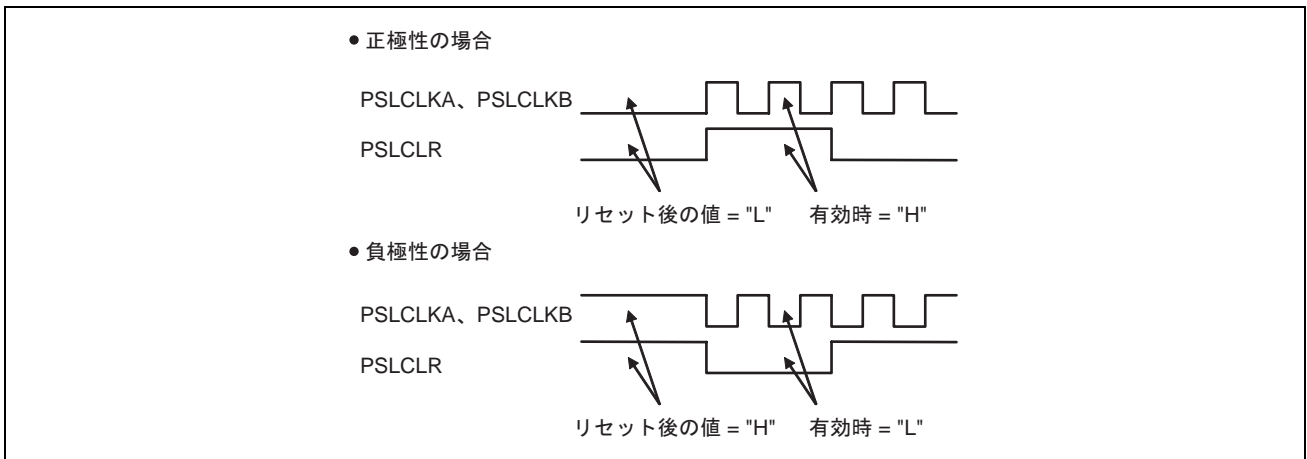 ● 正極性の場合
PSLCLKA、PSLCLKB
PSLCLR
リセット後の値 = "L" 有効時 = "H"
● 負極性の場合
PSLCLKA、PSLCLKB
PSLCLR
リセット後の値 = "H" 有効時 = "L"